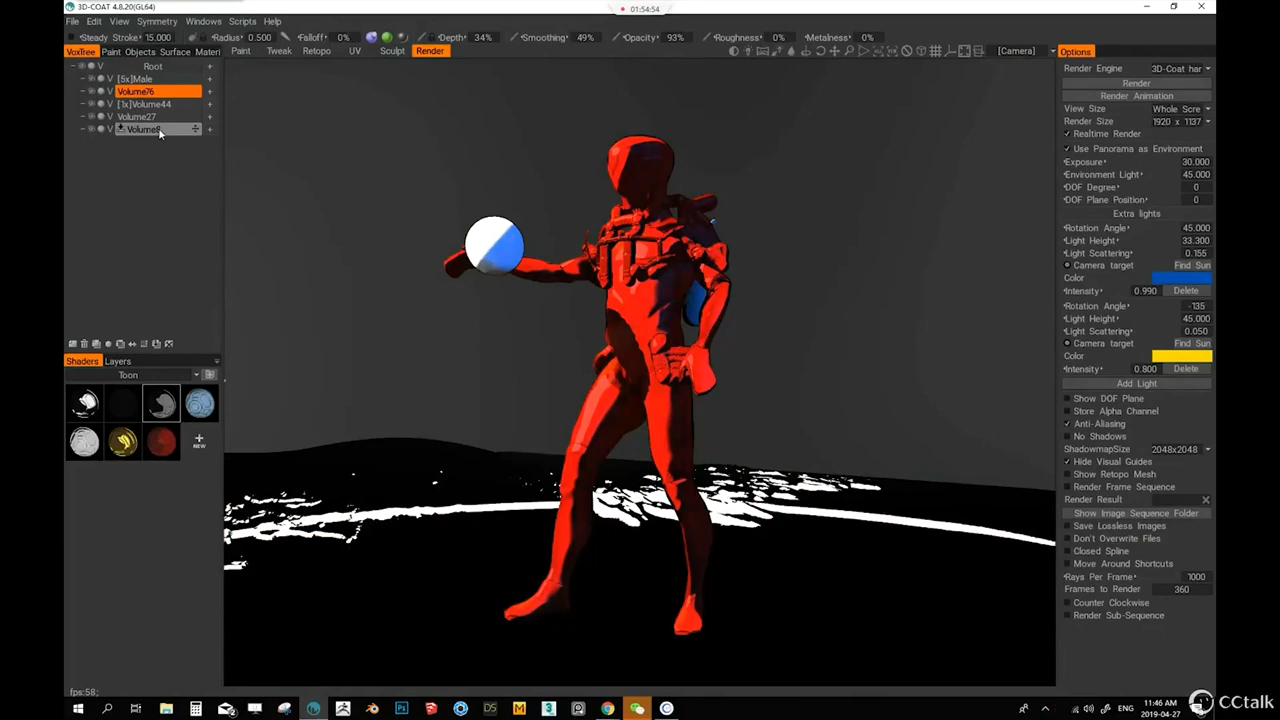 3D-COAT 4.8.20(GL64)
01:54:54
File Edit View Symmetry Windows Scripts Help
Steady Stroke 15.000 Radius 0.500 Falloff 0% Depth 34% Smoothing 49% Opacity 93% Roughness 0% Metalness 0%
VoxTree Paint Objects Surface Materi Paint Tweak Retopo UV Sculpt Render [Camera] Options
V Root +
V [5x]Male +
V Volume76 +
V [1x]Volume44 +
V Volume27 +
V Volume8 +
Shaders Layers
Toon
NEW
Render Engine 3D-Coat har
Render
Render Animation
View Size Whole Scre
Render Size 1920 x 1137
Realtime Render
Use Panorama as Environment
Exposure 30.000
Environment Light 45.000
DOF Degree 0
DOF Plane Position 0
Extra lights
Rotation Angle 45.000
Light Height 33.300
Light Scattering 0.155
Camera target Find Sun
Color
Intensity 0.990 Delete
Rotation Angle -135
Light Height 45.000
Light Scattering 0.050
Camera target Find Sun
Color
Intensity 0.800 Delete
Add Light
Show DOF Plane
Store Alpha Channel
Anti-Aliasing
No Shadows
ShadowmapSize 2048x2048
Hide Visual Guides
Show Retopo Mesh
Render Frame Sequence
Render Result
Show Image Sequence Folder
Save Lossless Images
Don't Overwrite Files
Closed Spline
Move Around Shortcuts
Rays Per Frame 1000
Frames to Render 360
Counter Clockwise
Render Sub-Sequence
fps:58;
ENG
11:46 AM
2019-04-27
CCtalk